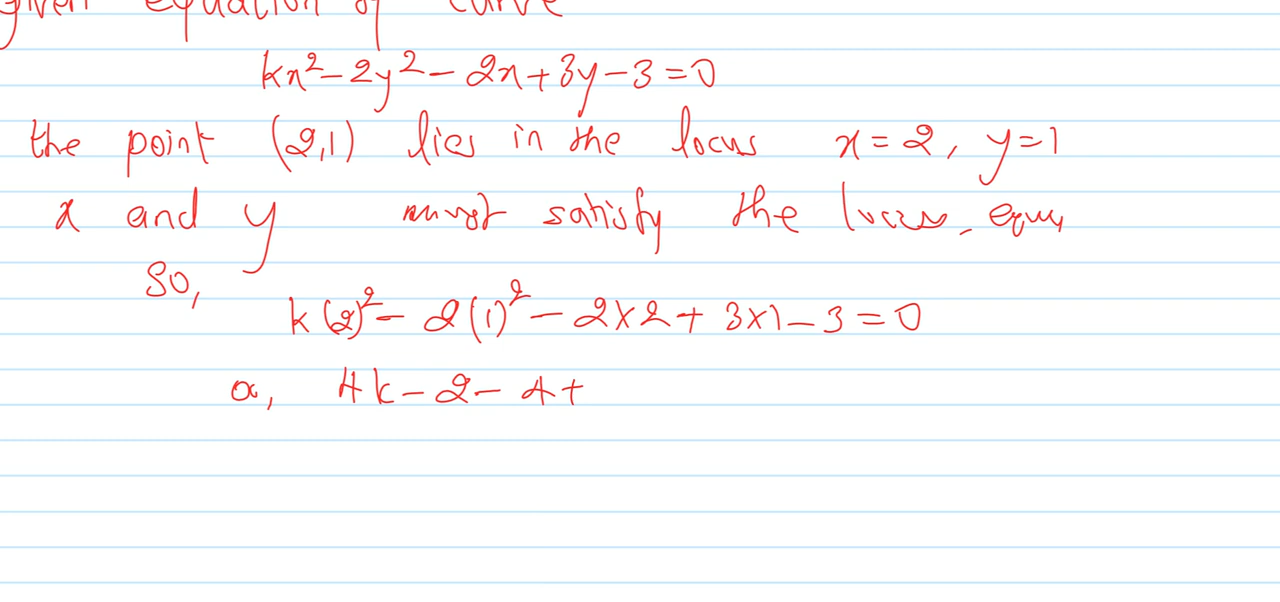 given equation of curve
kx² - 2y² - 2x + 3y - 3 = 0
the point (2,1) lies in the locus x = 2, y = 1
x and y must satisfy the locus
So,
k(2)² - 2(1)² - 2×2 + 3×1 - 3 = 0
or, 4k - 2 - 4 +